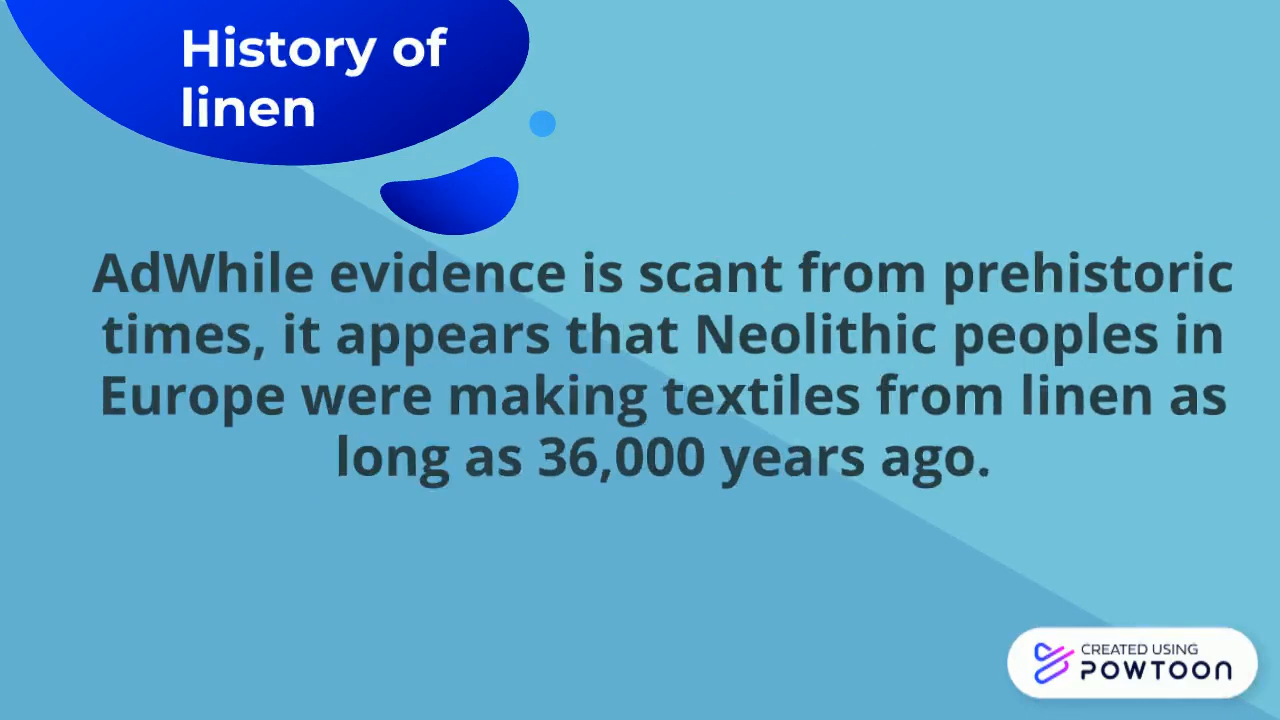 History of
linen
AdWhile evidence is scant from prehistoric
times, it appears that Neolithic peoples in
Europe were making textiles from linen as
long as 36,000 years ago.
CREATED USING
POWTOON